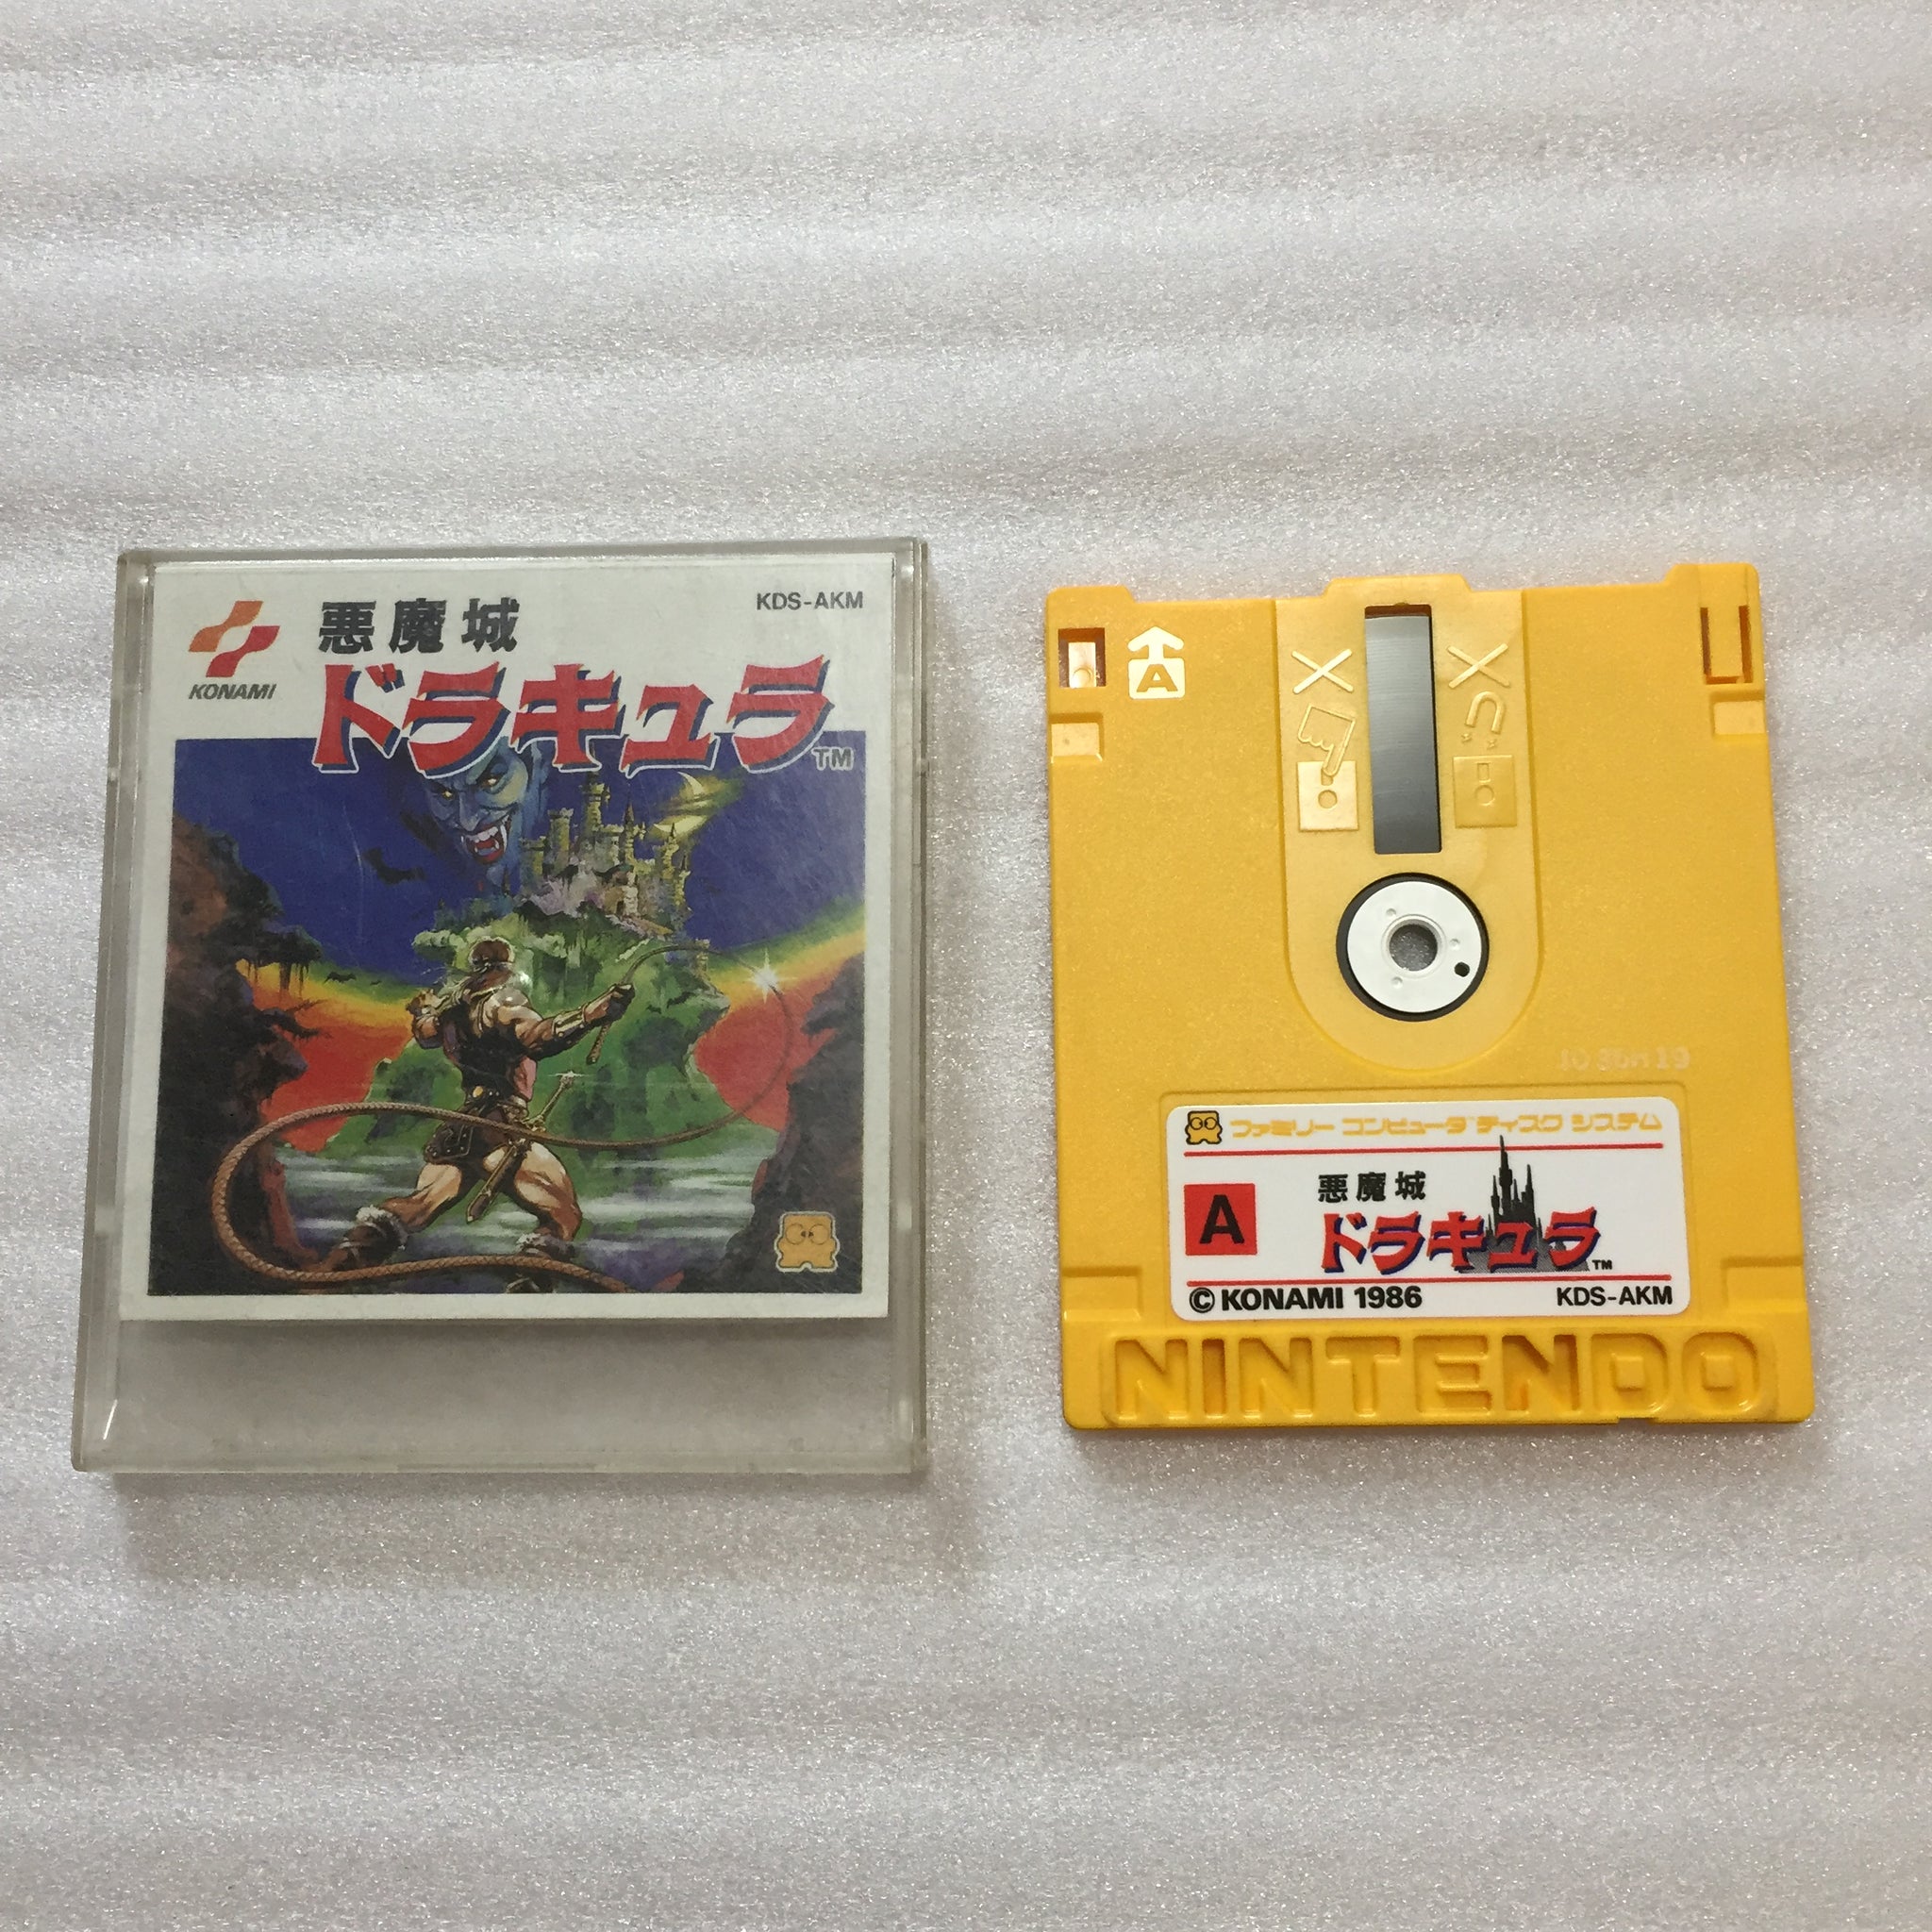 KONAMI
悪魔城
KDS-AKM
ドラキュラ
TM
A
ファミリー コンピュータ ディスク システム
A
悪魔城
ドラキュラ
TM
© KONAMI 1986
KDS-AKM
NINTENDO